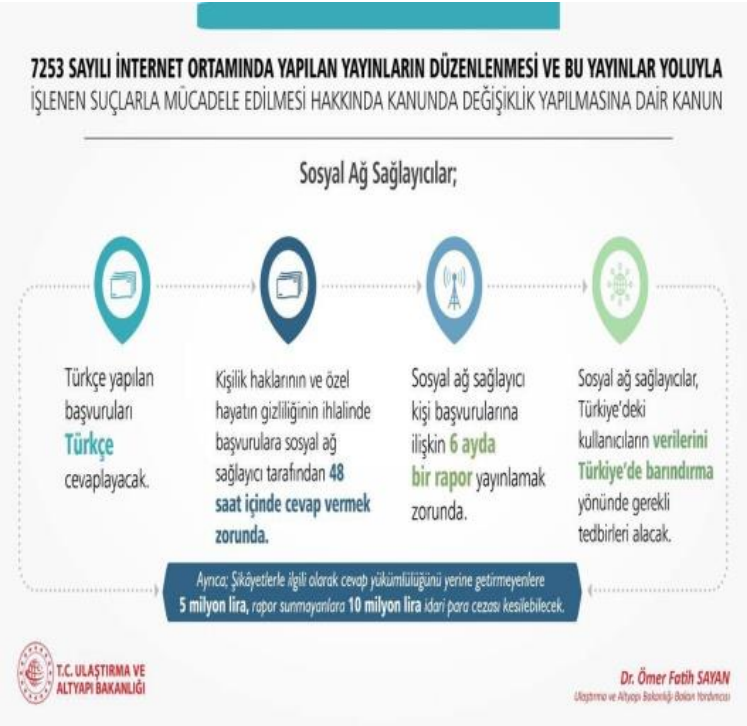 7253 SAYILI İNTERNET ORTAMINDA YAPILAN YAYINLARIN DÜZENLENMESİ VE BU YAYINLAR YOLUYLA
İŞLENEN SUÇLARLA MÜCADELE EDİLMESİ HAKKINDA KANUNDA DEĞİŞİKLİK YAPILMASINA DAİR KANUN
Sosyal Ağ Sağlayıcılar;
Türkçe yapılan
başvuruları
Türkçe
cevaplayacak.
Kişilik haklarının ve özel
hayatın gizliliğinin ihlalinde
başvurulara sosyal ağ
sağlayıcı tarafından 48
saat içinde cevap vermek
zorunda.
Sosyal ağ sağlayıcı
kişi başvurularına
ilişkin 6 ayda
bir rapor yayınlamak
zorunda.
Sosyal ağ sağlayıcılar,
Türkiye'deki
kullanıcıların verilerini
Türkiye'de barındırma
yönünde gerekli
tedbirleri alacak.
Ayrıca; Şikâyetlerle ilgili olarak cevap yükümlülüğünü yerine getirmeyenlere
5 milyon lira, rapor sunmayanlara 10 milyon lira idari para cezası kesilebilecek.
T.C. ULAŞTIRMA VE
ALTYAPI BAKANLIĞI
Dr. Ömer Fatih SAYAN
Ulaştırma ve Altyapı Bakanlığı Bakan Yardımcısı